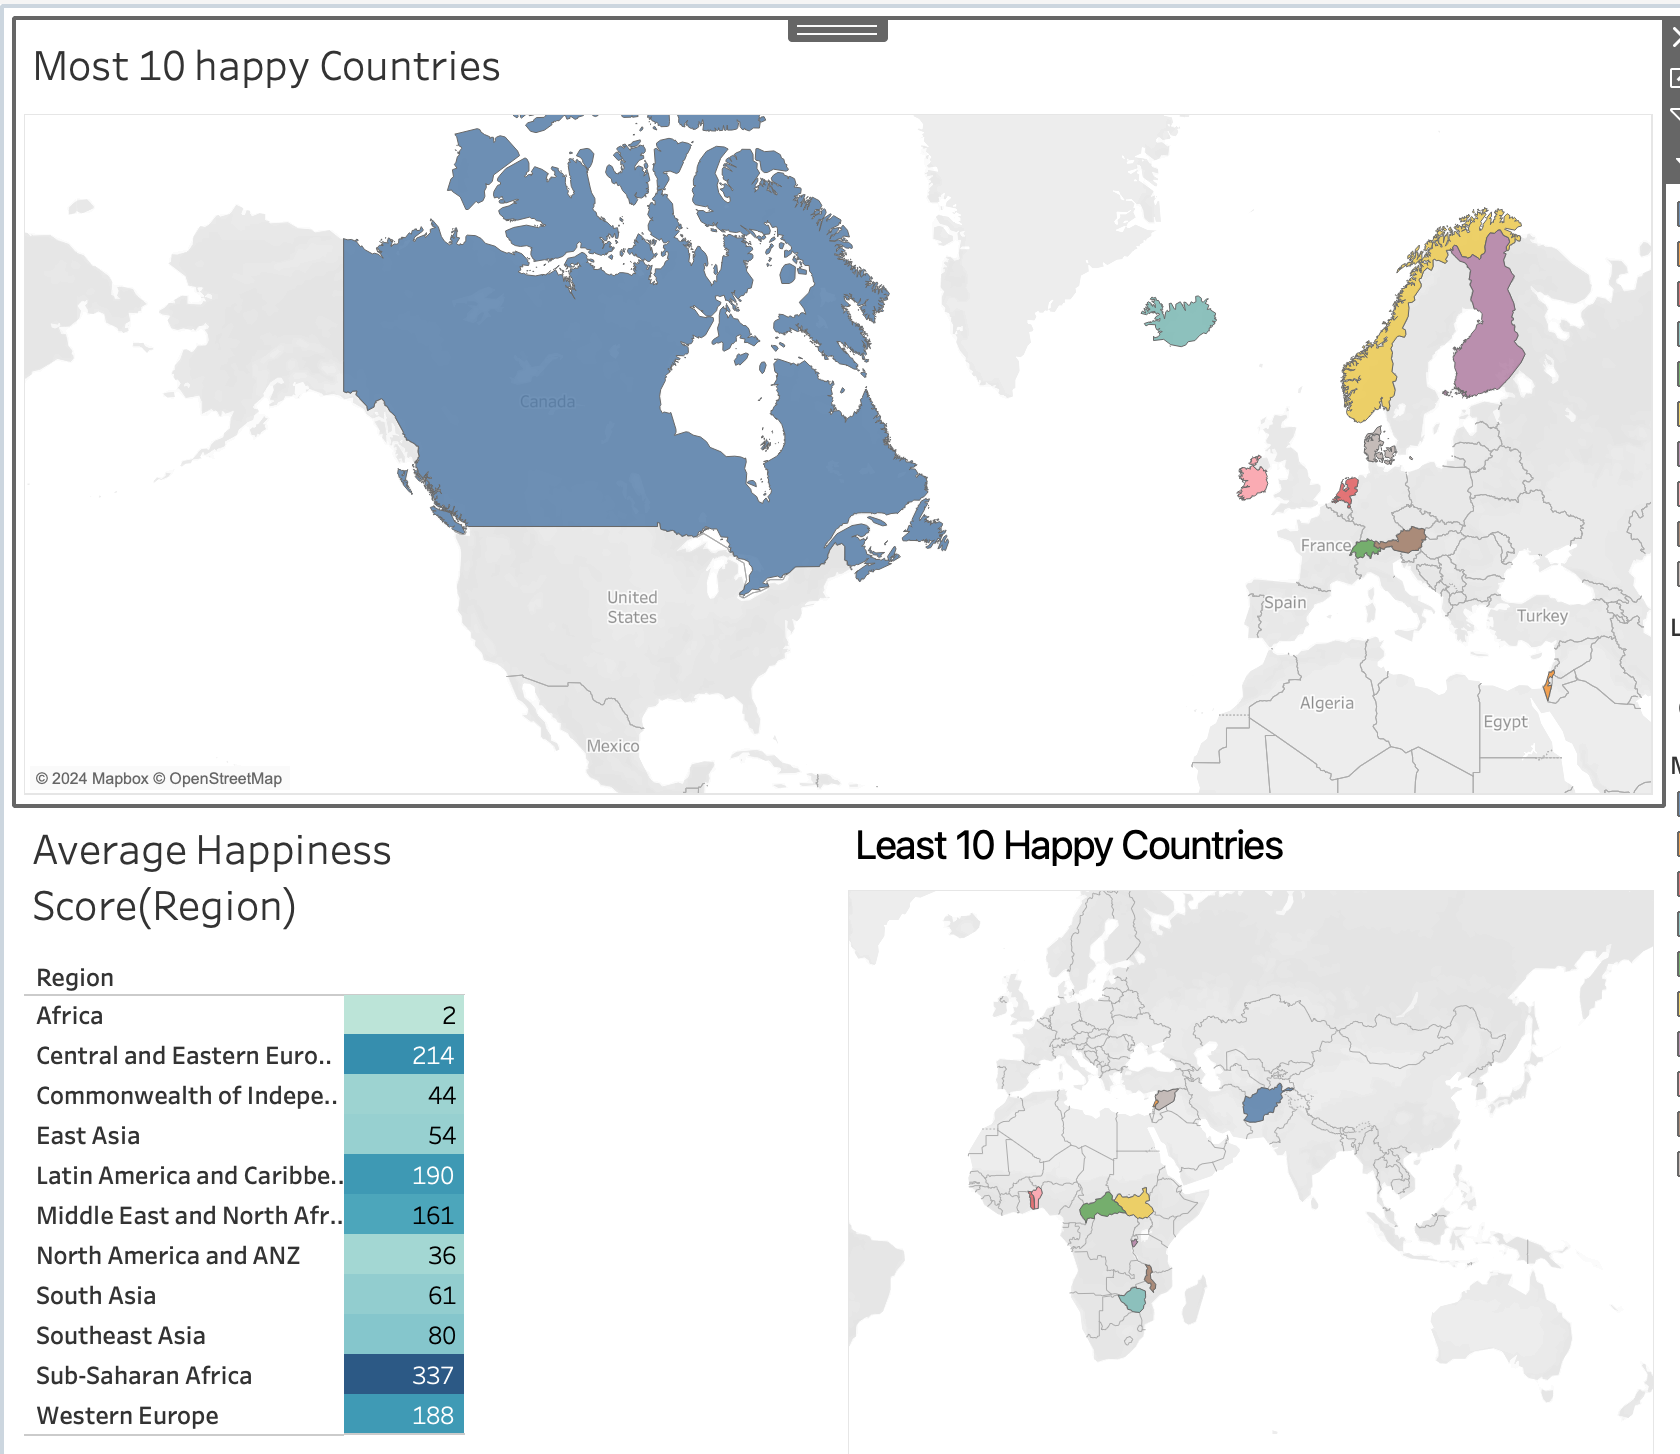 Most 10 happy Countries
Canada
United
States
Mexico
France
Spain
Turkey
Algeria
Egypt
© 2024 Mapbox © OpenStreetMap
Average Happiness
Score(Region)
Region
Africa 2
Central and Eastern Euro.. 214
Commonwealth of Indepe.. 44
East Asia 54
Latin America and Caribbe.. 190
Middle East and North Afr.. 161
North America and ANZ 36
South Asia 61
Southeast Asia 80
Sub-Saharan Africa 337
Western Europe 188
Least 10 Happy Countries